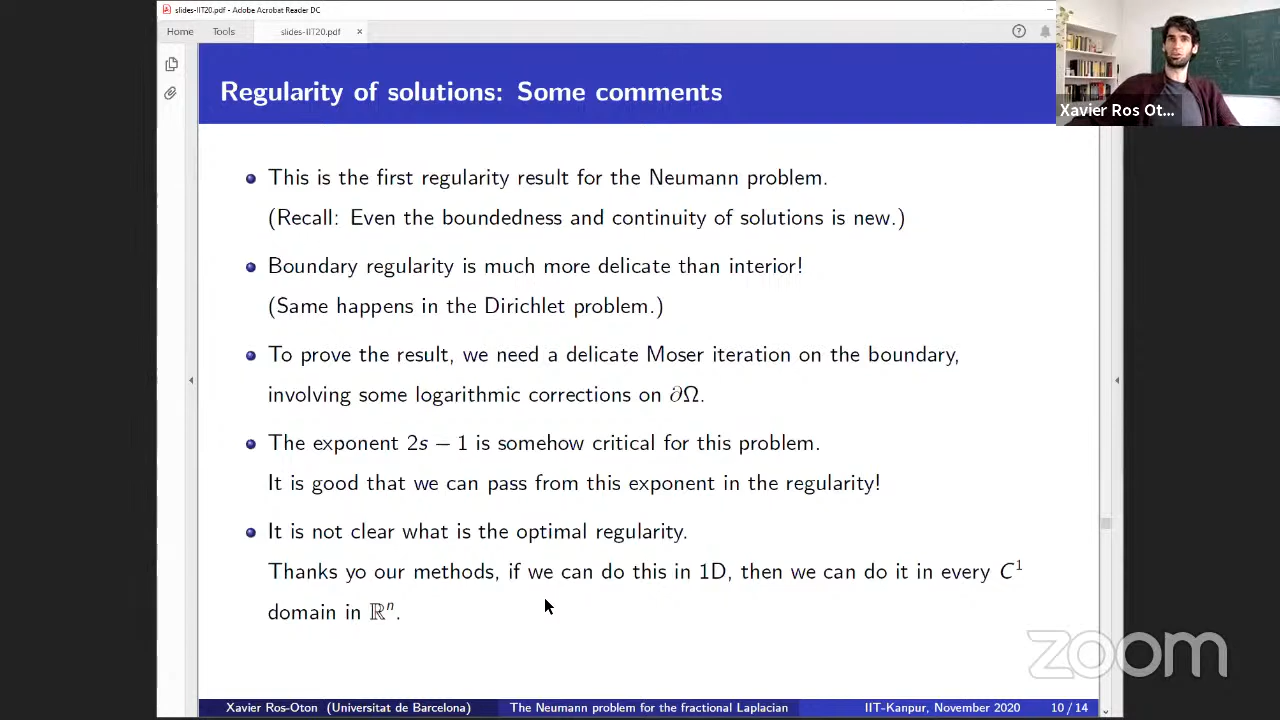 slides-IIT20.pdf - Adobe Acrobat Reader DC
Home Tools slides-IIT20.pdf ×
Regularity of solutions: Some comments
Xavier Ros Ot...
This is the first regularity result for the Neumann problem.
(Recall: Even the boundedness and continuity of solutions is new.)
Boundary regularity is much more delicate than interior!
(Same happens in the Dirichlet problem.)
To prove the result, we need a delicate Moser iteration on the boundary,
involving some logarithmic corrections on ∂Ω.
The exponent 2s − 1 is somehow critical for this problem.
It is good that we can pass from this exponent in the regularity!
It is not clear what is the optimal regularity.
Thanks yo our methods, if we can do this in 1D, then we can do it in every C¹
domain in ℝⁿ.
zoom
Xavier Ros-Oton (Universitat de Barcelona) The Neumann problem for the fractional Laplacian IIT-Kanpur, November 2020 10 / 14